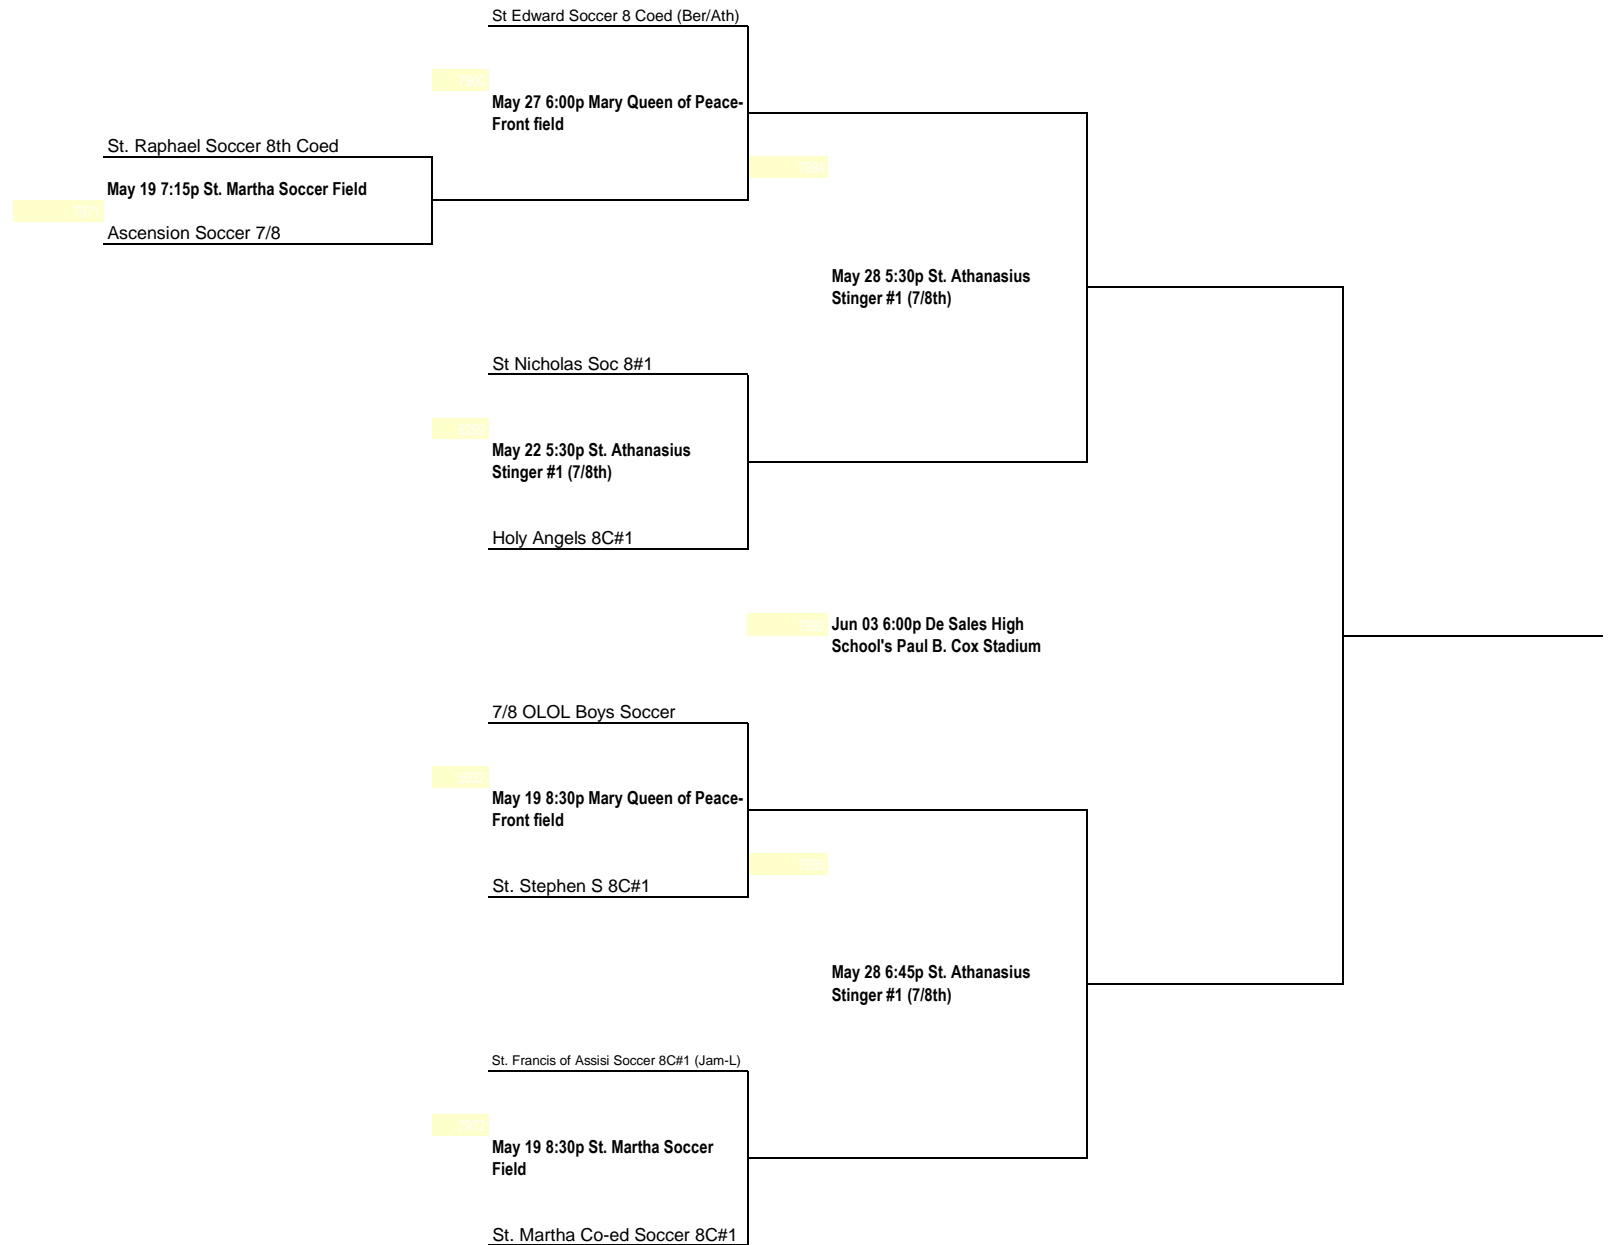 St Edward Soccer 8 Coed (Ber/Ath)
May 27 6:00p Mary Queen of Peace-
Front field
St. Raphael Soccer 8th Coed
May 19 7:15p St. Martha Soccer Field
Ascension Soccer 7/8
May 28 5:30p St. Athanasius
Stinger #1 (7/8th)
St Nicholas Soc 8#1
May 22 5:30p St. Athanasius
Stinger #1 (7/8th)
Holy Angels 8C#1
Jun 03 6:00p De Sales High
School's Paul B. Cox Stadium
7/8 OLOL Boys Soccer
May 19 8:30p Mary Queen of Peace-
Front field
St. Stephen S 8C#1
May 28 6:45p St. Athanasius
Stinger #1 (7/8th)
St. Francis of Assisi Soccer 8C#1 (Jam-L)
May 19 8:30p St. Martha Soccer
Field
St. Martha Co-ed Soccer 8C#1